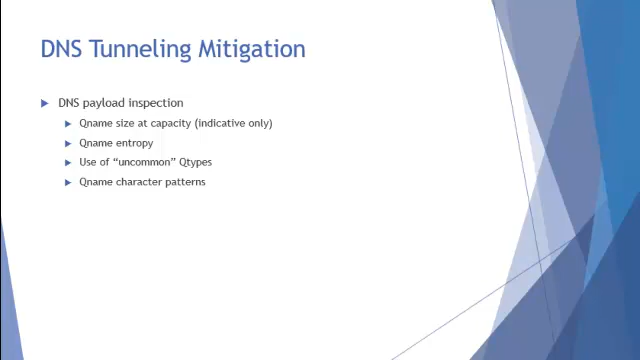 DNS Tunneling Mitigation
DNS payload inspection
Qname size at capacity (indicative only)
Qname entropy
Use of “uncommon” Qtypes
Qname character patterns